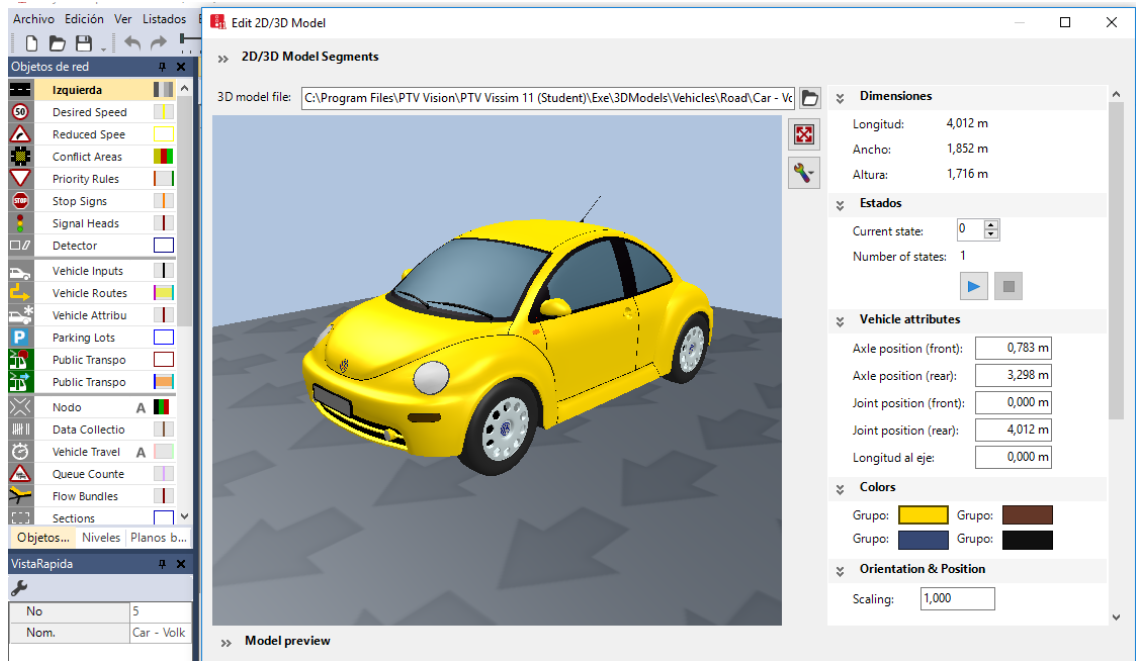 Archivo Edición Ver Listados
Edit 2D/3D Model
2D/3D Model Segments
Objetos de red
Izquierda
Desired Speed
Reduced Spee
Conflict Areas
Priority Rules
Stop Signs
Signal Heads
Detector
Vehicle Inputs
Vehicle Routes
Vehicle Attribu
Parking Lots
Public Transpo
Public Transpo
Nodo A
Data Collectio
Vehicle Travel A
Queue Counte
Flow Bundles
Sections
Objetos... Niveles Planos b...
VistaRapida
No 5
Nom. Car - Volk
50
STOP
P
3D model file: C:\Program Files\PTV Vision\PTV Vissim 11 (Student)\Exe\3DModels\Vehicles\Road\Car - Vo
Dimensiones
Longitud: 4,012 m
Ancho: 1,852 m
Altura: 1,716 m
Estados
Current state: 0
Number of states: 1
Vehicle attributes
Axle position (front): 0,783 m
Axle position (rear): 3,298 m
Joint position (front): 0,000 m
Joint position (rear): 4,012 m
Longitud al eje: 0,000 m
Colors
Grupo: Grupo:
Grupo: Grupo:
Orientation & Position
Scaling: 1,000
Model preview